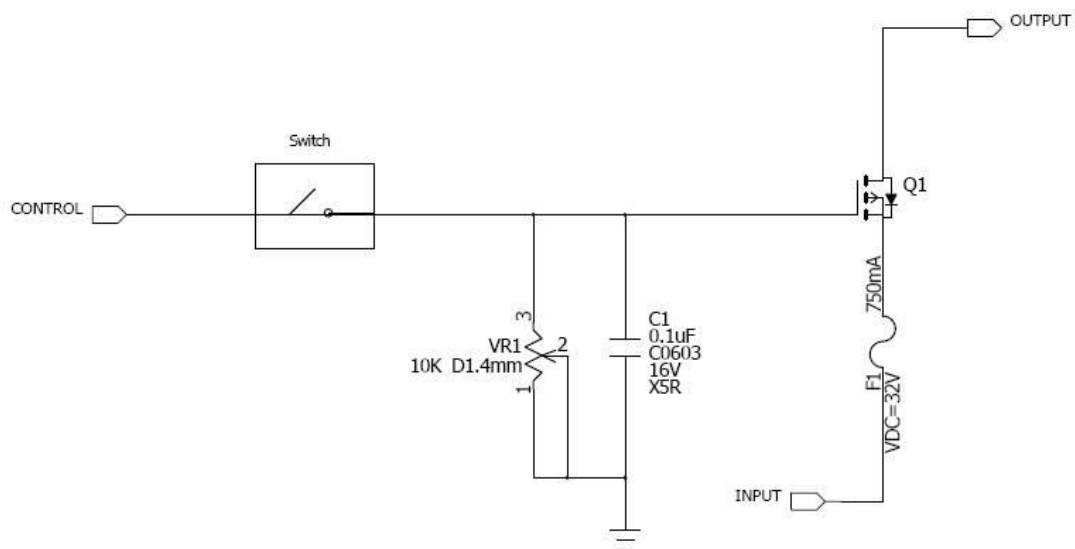 OUTPUT
Switch
Q1
CONTROL
750mA
3
C1
0.1uF
VR1
2
C0603
10K D1.4mm
16V
X5R
1
F1
VDC=32V
INPUT